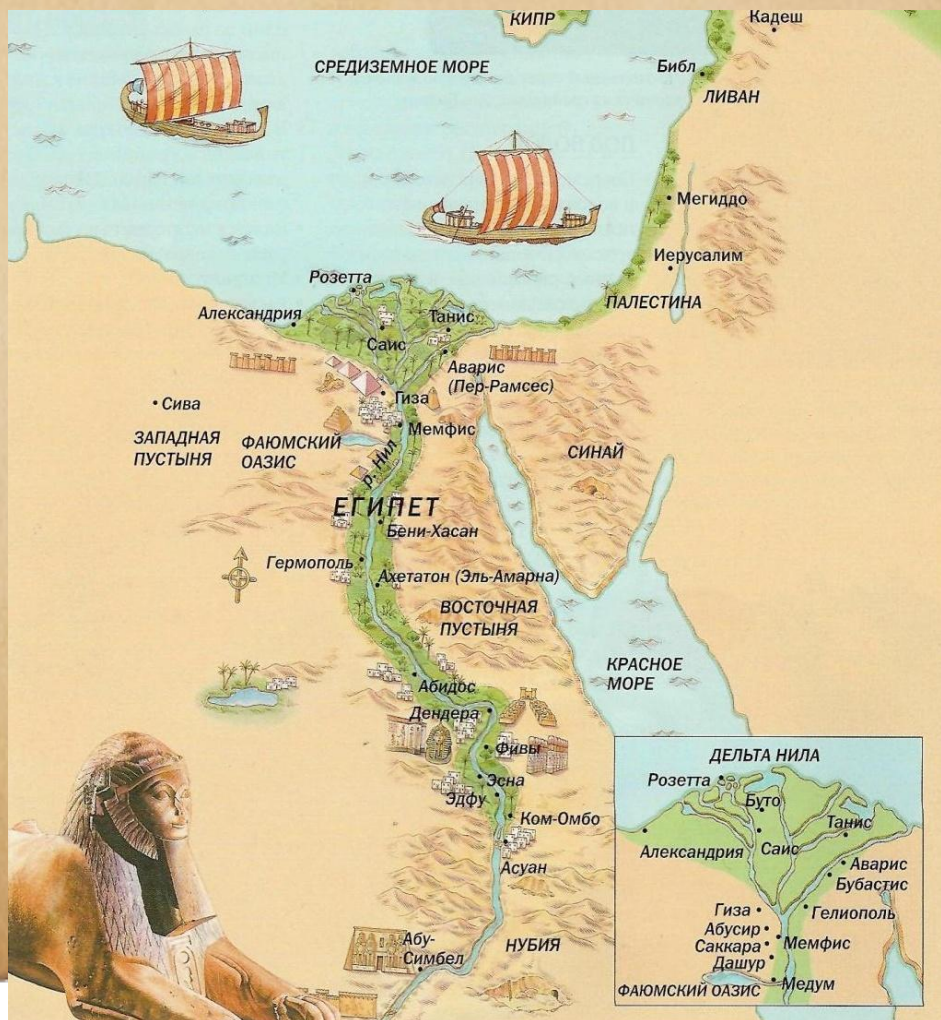 КИПР
Кадеш
СРЕДИЗЕМНОЕ МОРЕ
Библ
ЛИВАН
Мегиддо
Иерусалим
Розетта
ПАЛЕСТИНА
Александрия
Танис
Саис
Аварис
(Пер-Рамсес)
Гиза
Сива
Мемфис
ЗАПАДНАЯ
ПУСТЫНЯ
ФАЮМСКИЙ
ОАЗИС
р. Нил
СИНАЙ
ЕГИПЕТ
Бени-Хасан
Гермополь
Ахетатон (Эль-Амарна)
ВОСТОЧНАЯ
ПУСТЫНЯ
КРАСНОЕ
МОРЕ
Абидос
Дендера
Фивы
Эсна
Эдфу
Ком-Омбо
Асуан
Абу-
Симбел
НУБИЯ
ДЕЛЬТА НИЛА
Розетта
Буто
Танис
Александрия
Саис
Аварис
Бубастис
Гиза
Гелиополь
Абусир
Саккара
Мемфис
Дашур
Медум
ФАЮМСКИЙ ОАЗИС